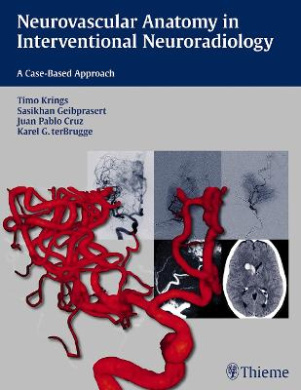 Neurovascular Anatomy in
Interventional Neuroradiology
A Case-Based Approach
Timo Krings
Sasikhan Geibprasert
Juan Pablo Cruz
Karel G. terBrugge
Thieme